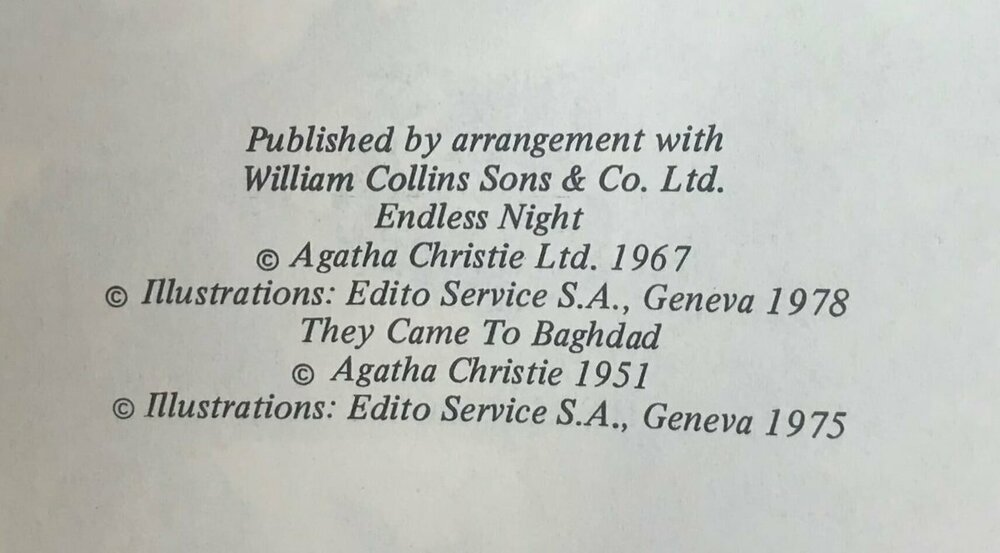 Published by arrangement with
William Collins Sons & Co. Ltd.
Endless Night
© Agatha Christie Ltd. 1967
© Illustrations: Edito Service S.A., Geneva 1978
They Came To Baghdad
© Agatha Christie 1951
© Illustrations: Edito Service S.A., Geneva 1975